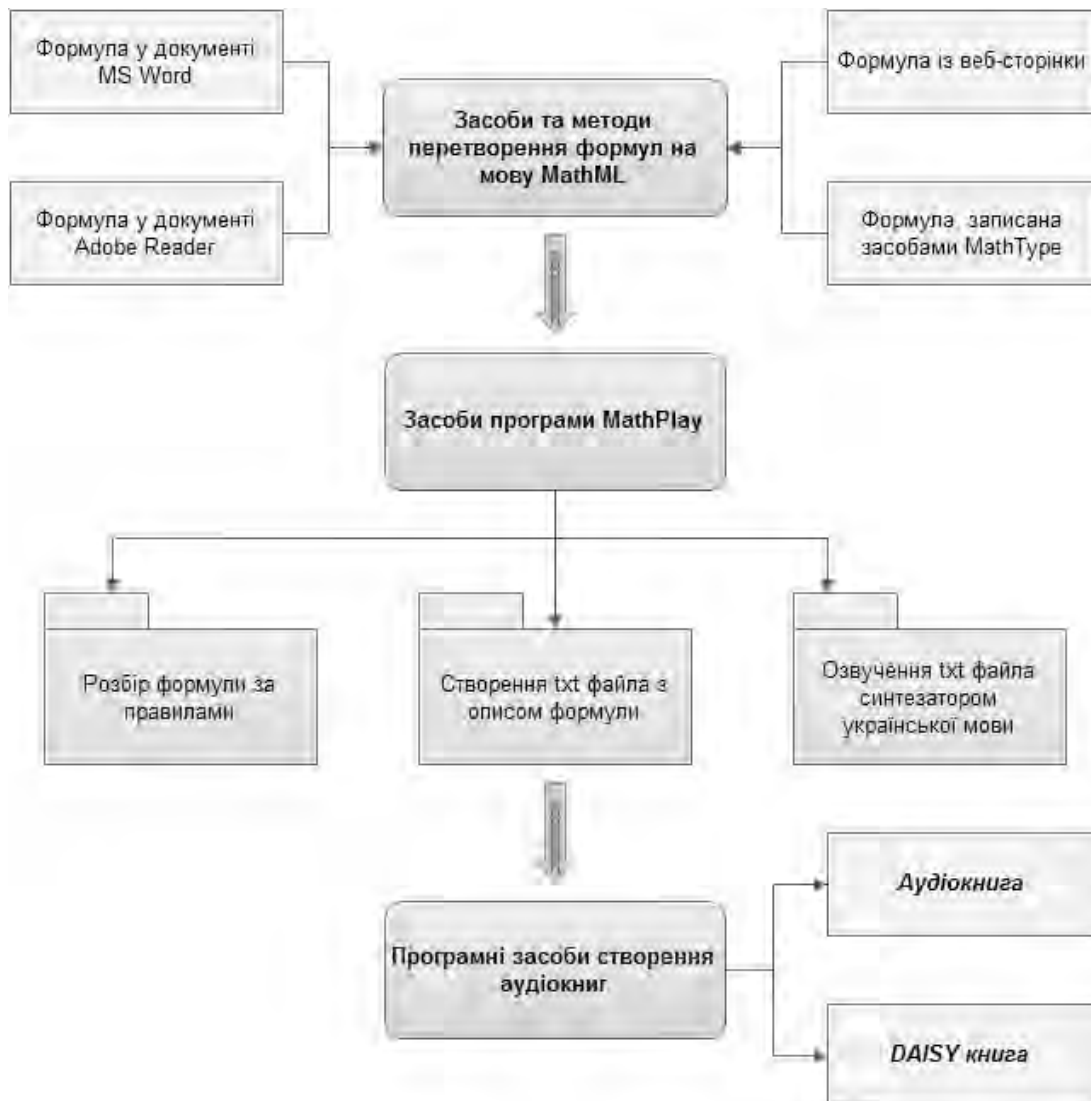 Формула у документі
MS Word
Формула із веб-сторінки
Засоби та методи
перетворення формул на
мову MathML
Формула у документі
Adobe Reader
Формула записана
засобами MathType
Засоби програми MathPlay
Розбір формули за
правилами
Створення txt файла з
описом формули
Озвучення txt файла
синтезатором
української мови
Аудіокнига
Програмні засоби створення
аудіокниг
DAISY книга